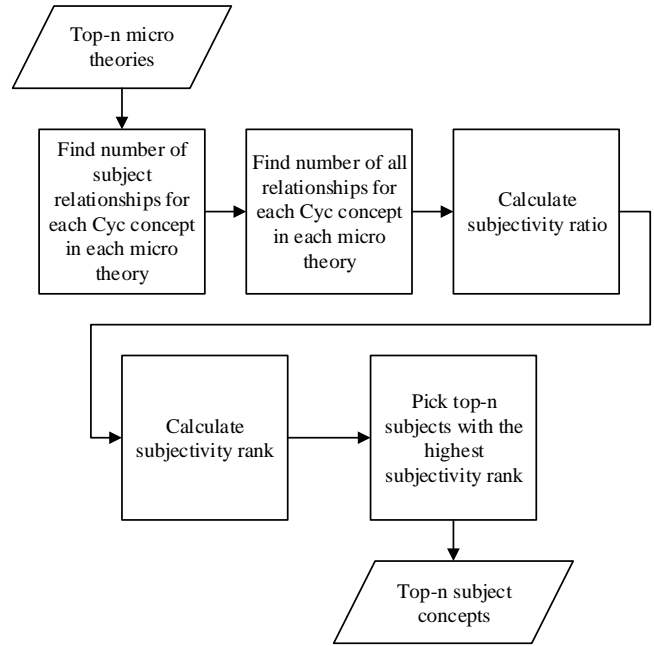 Top-n micro
theories
Find number of
subject
relationships for
each Cyc concept
in each micro
theory
Find number of all
relationships for
each Cyc concept
in each micro
theory
Calculate
subjectivity ratio
Calculate
subjectivity rank
Pick top-n
subjects with the
highest
subjectivity rank
Top-n subject
concepts